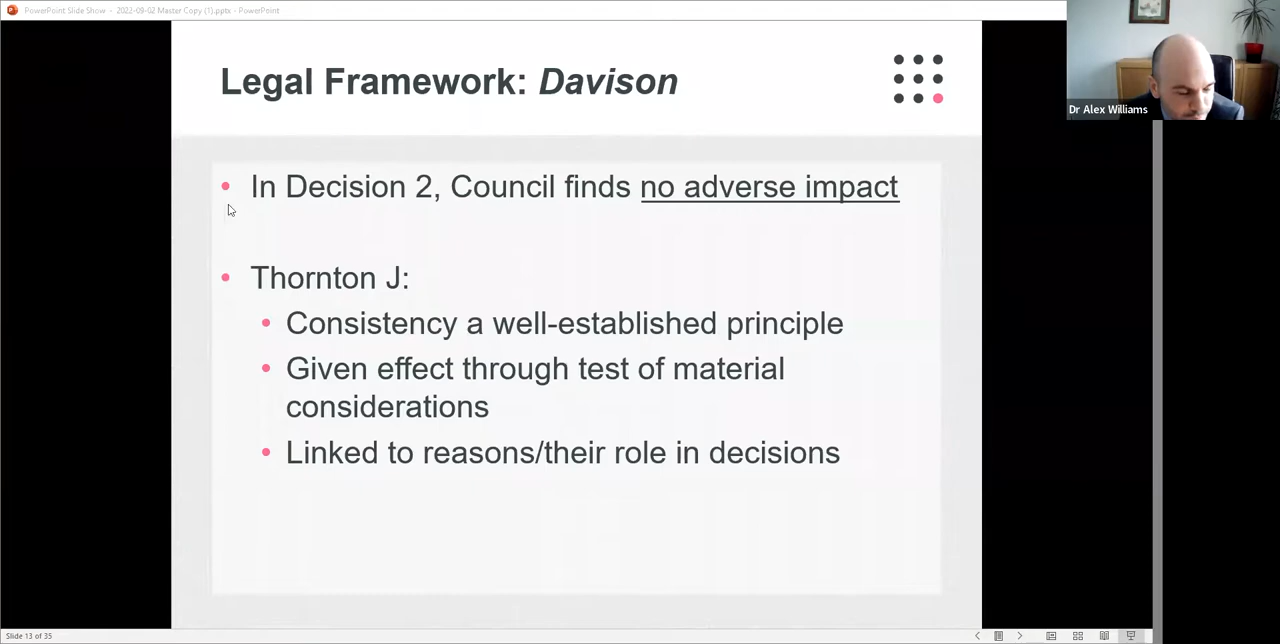 PowerPoint Slide Show - 2022-09-02 Master Copy (1).pptx - PowerPoint
Dr Alex Williams
Legal Framework: Davison
• In Decision 2, Council finds no adverse impact
• Thornton J:
• Consistency a well-established principle
• Given effect through test of material
considerations
• Linked to reasons/their role in decisions
Slide 13 of 35